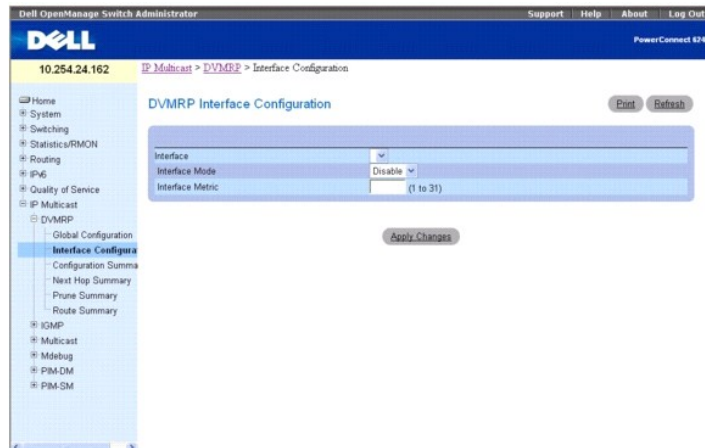 Dell OpenManage Switch Administrator
Support Help About Log Out
DELL
PowerConnect 624
10.254.24.162
IP Multicast > DVMRP > Interface Configuration
Home
System
Switching
Statistics/RMON
Routing
IPv6
Quality of Service
IP Multicast
DVMRP
Global Configuration
Interface Configura
Configuration Summa
Next Hop Summary
Prune Summary
Route Summary
IGMP
Multicast
Mdebug
PIM-DM
PIM-SM
DVMRP Interface Configuration
Print Refresh
Interface
Interface Mode Disable
Interface Metric (1 to 31)
Apply Changes